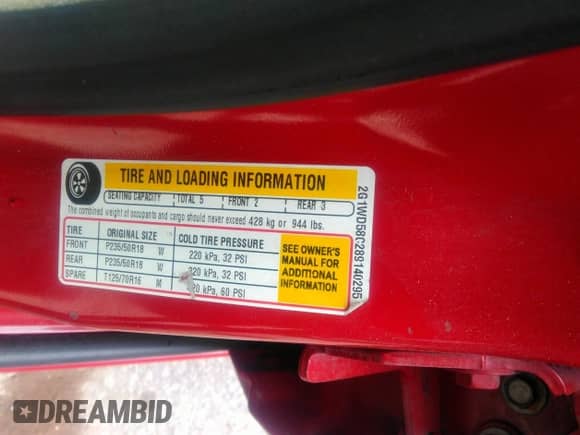 TIRE AND LOADING INFORMATION
SEATING CAPACITY TOTAL 5 FRONT 2 REAR 3
The combined weight of occupants and cargo should never exceed 428 kg or 944 lbs.
TIRE ORIGINAL SIZE COLD TIRE PRESSURE
FRONT P235/50R18 W 220 kPa, 32 PSI
REAR P235/50R18 W 220 kPa, 32 PSI
SPARE T125/70R16 M 20 kPa, 60 PSI
SEE OWNER'S
MANUAL FOR
ADDITIONAL
INFORMATION
2G1WD58C289140295
DREAMBID